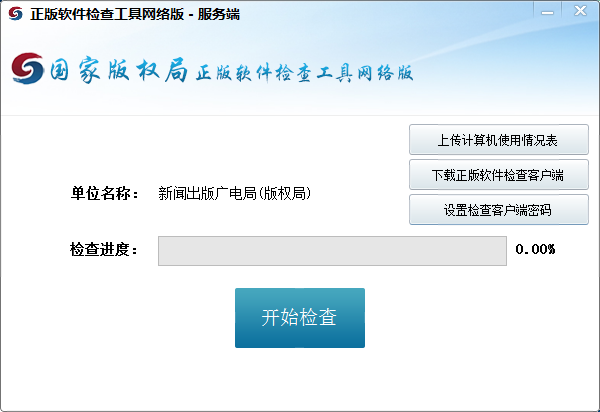 正版软件检查工具网络版 - 服务端
国家版权局正版软件检查工具网络版
上传计算机使用情况表
下载正版软件检查客户端
单位名称： 新闻出版广电局(版权局)
设置检查客户端密码
检查进度： 0.00%
开始检查